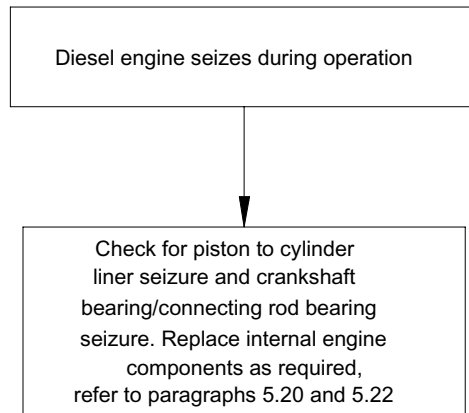 Diesel engine seizes during operation
Check for piston to cylinder
liner seizure and crankshaft
bearing/connecting rod bearing
seizure. Replace internal engine
components as required,
refer to paragraphs 5.20 and 5.22